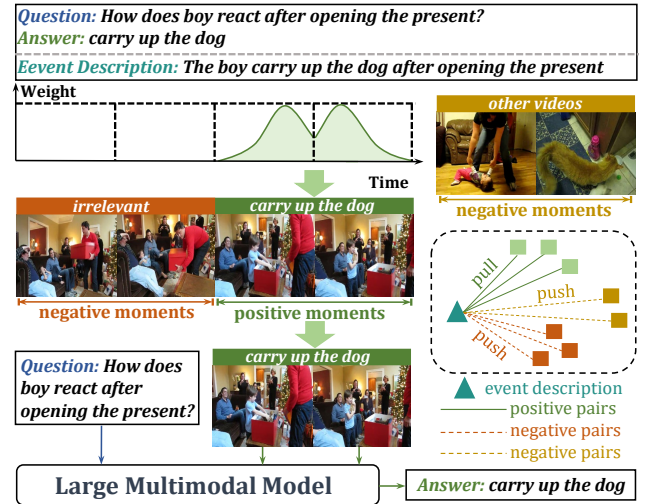 Question: How does boy react after opening the present?
Answer: carry up the dog
Eevent Description: The boy carry up the dog after opening the present
Weight
Time
other videos
negative moments
irrelevant
carry up the dog
negative moments
positive moments
pull
push
push
carry up the dog
Question: How does
boy react after
opening the present?
event description
positive pairs
negative pairs
negative pairs
Large Multimodal Model
Answer: carry up the dog